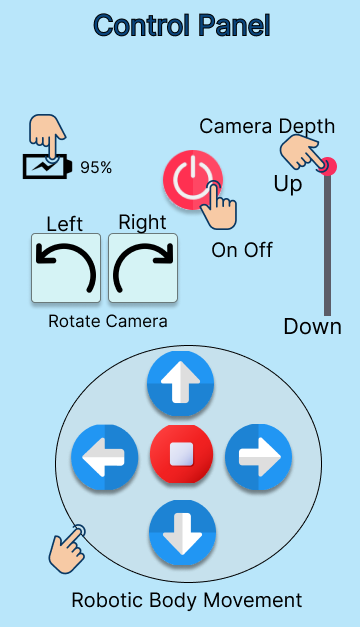 Control Panel
Camera Depth
95%
Up
Left Right
On Off
Rotate Camera
Down
Robotic Body Movement